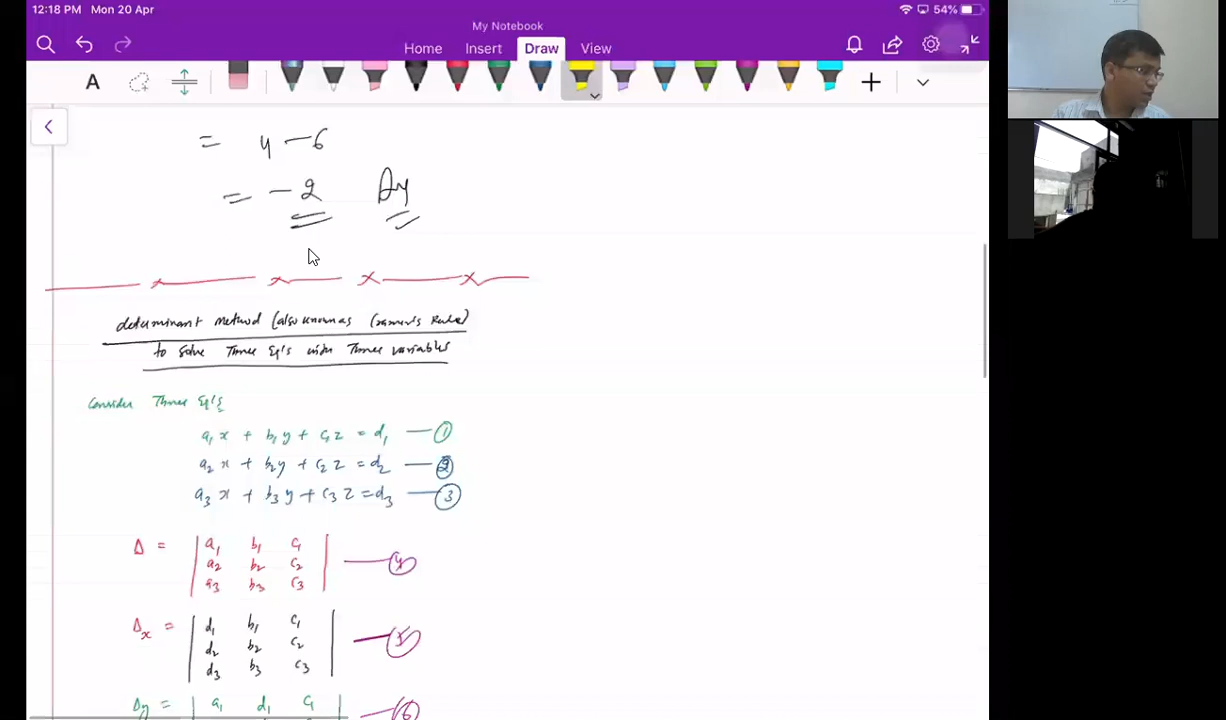 12:18 PM Mon 20 Apr
54%
My Notebook
Home Insert Draw View
A
= 4 - 6
= - 2 Δy
determinant method (also known as Cramer's Rule)
to solve Three Eq's with Three variables
Consider Three Eq's
a₁x + b₁y + c₁z = d₁ — ①
a₂x + b₂y + c₂z = d₂ — ②
a₃x + b₃y + c₃z = d₃ — ③
Δ = | a₁ b₁ c₁ |
| a₂ b₂ c₂ | — ④
| a₃ b₃ c₃ |
Δx = | d₁ b₁ c₁ |
| d₂ b₂ c₂ | — ⑤
| d₃ b₃ c₃ |
Δy = | a₁ d₁ c₁ | — ⑥